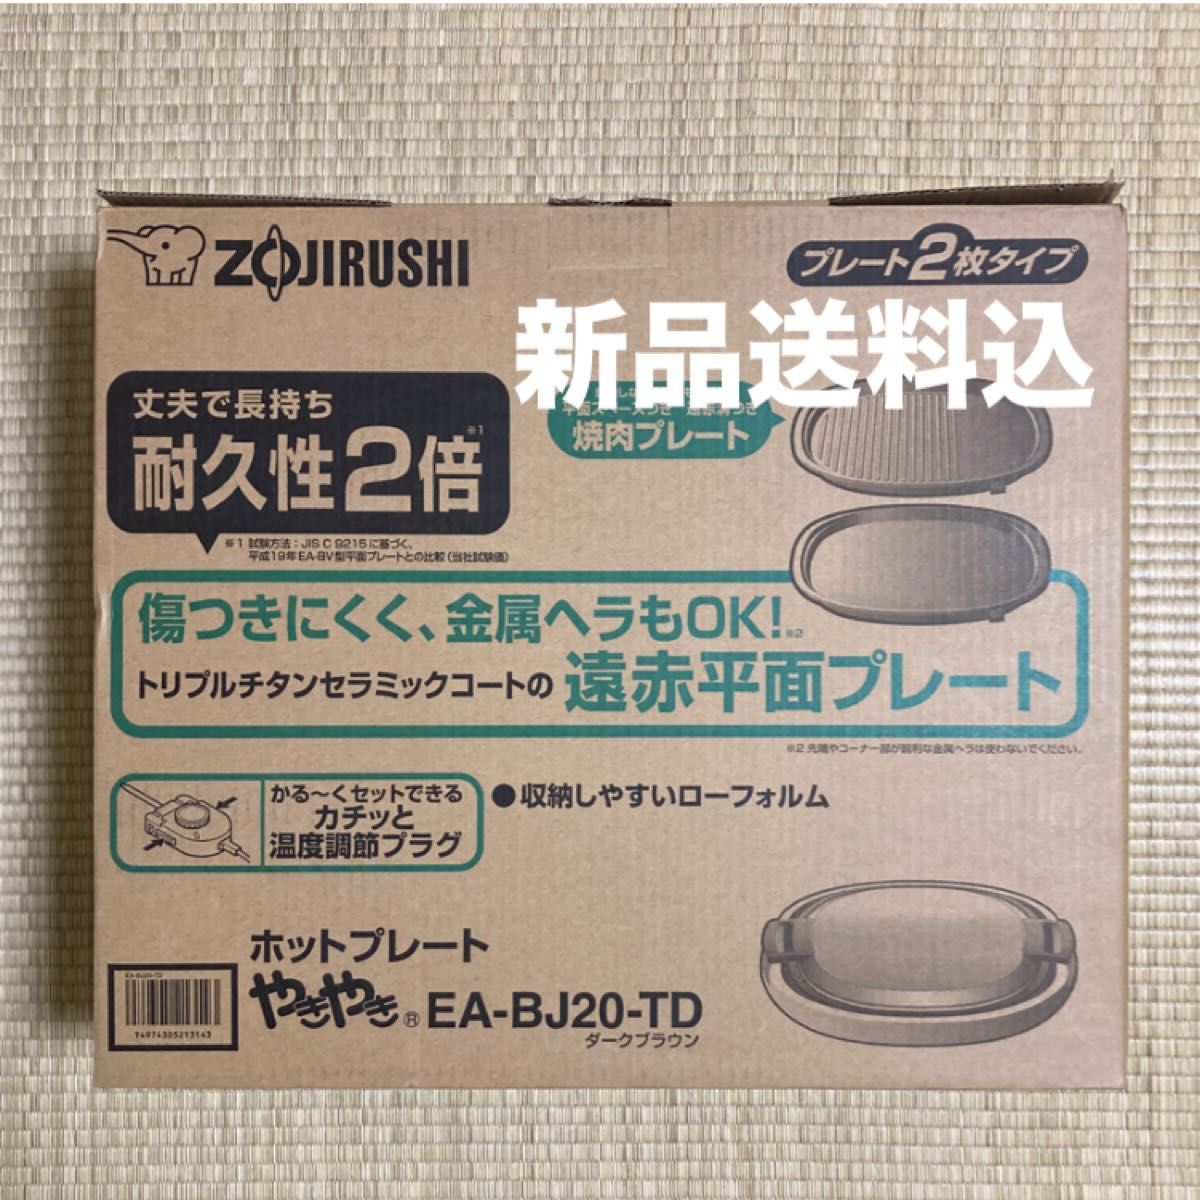 ZOJIRUSHI
プレート2枚タイプ
新品送料込
丈夫で長持ち
耐久性2倍※1
※1 試験方法:JIS C 9215に基づく、
平成19年EA-BV型平面プレートとの比較(当社試験値)
焼肉プレート
傷つきにくく、金属ヘラもOK!※2
トリプルチタンセラミックコートの 遠赤平面プレート
※2 先端やコーナー部が鋭利な金属ヘラは使わないでください。
かる〜くセットできる
カチッと
温度調節プラグ
●収納しやすいローフォルム
ホットプレート
やきやき® EA-BJ20-TD
ダークブラウン
EA-BJ20-TD
4974305213143